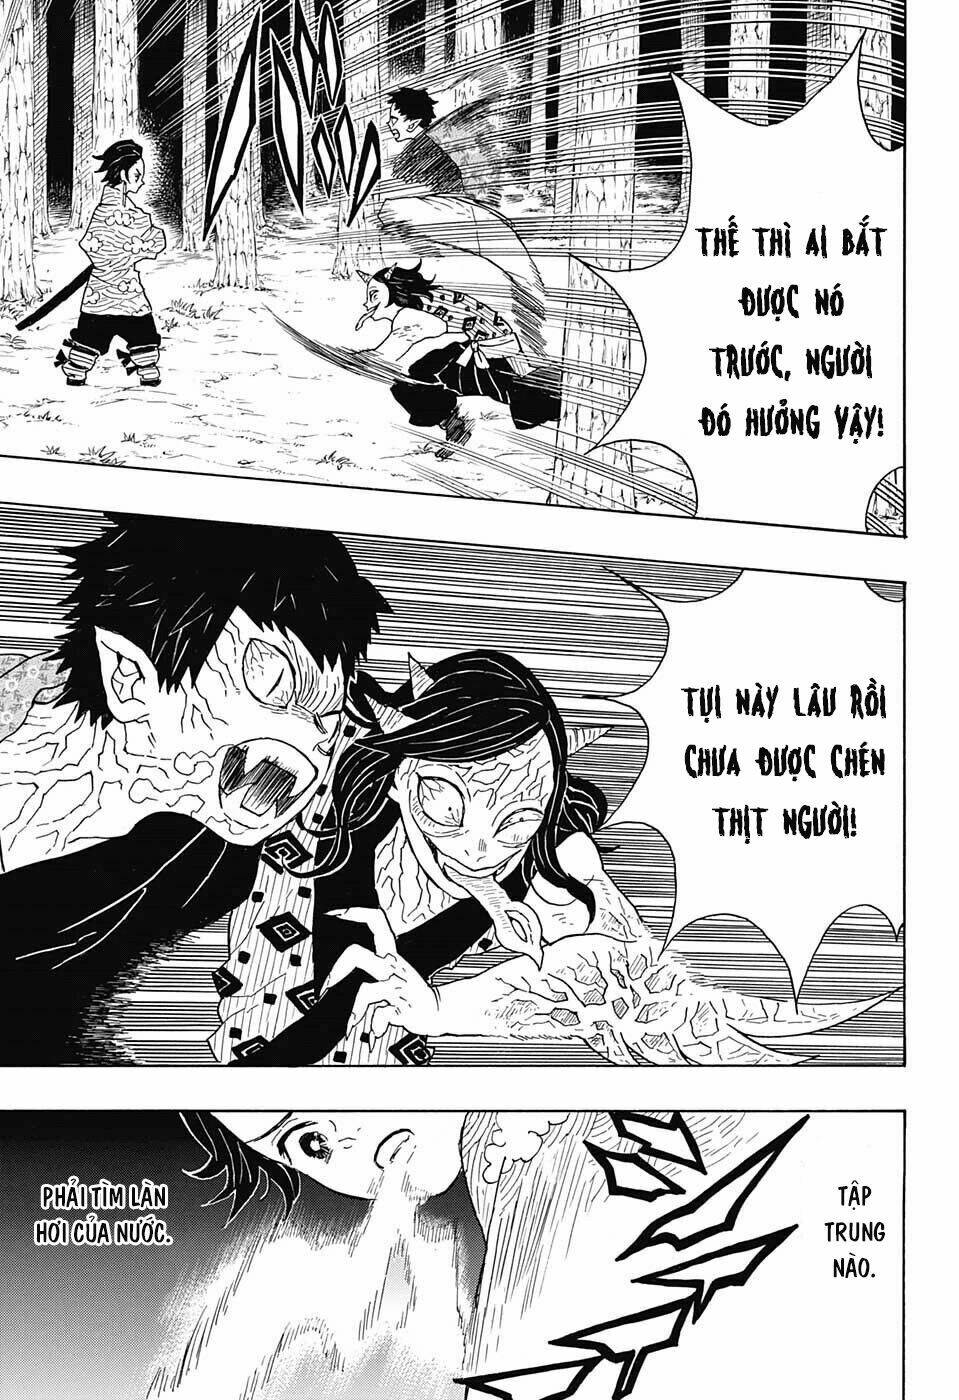 THẾ THÌ AI BẮT
ĐƯỢC NÓ
TRƯỚC, NGƯỜI
ĐÓ HƯỞNG VẬY!
TỤI NÀY LÂU RỒI
CHƯA ĐƯỢC CHÉN
THỊT NGƯỜI!
TẬP
TRUNG
NÀO.
PHẢI TÌM LÀN
HƠI CỦA NƯỚC.